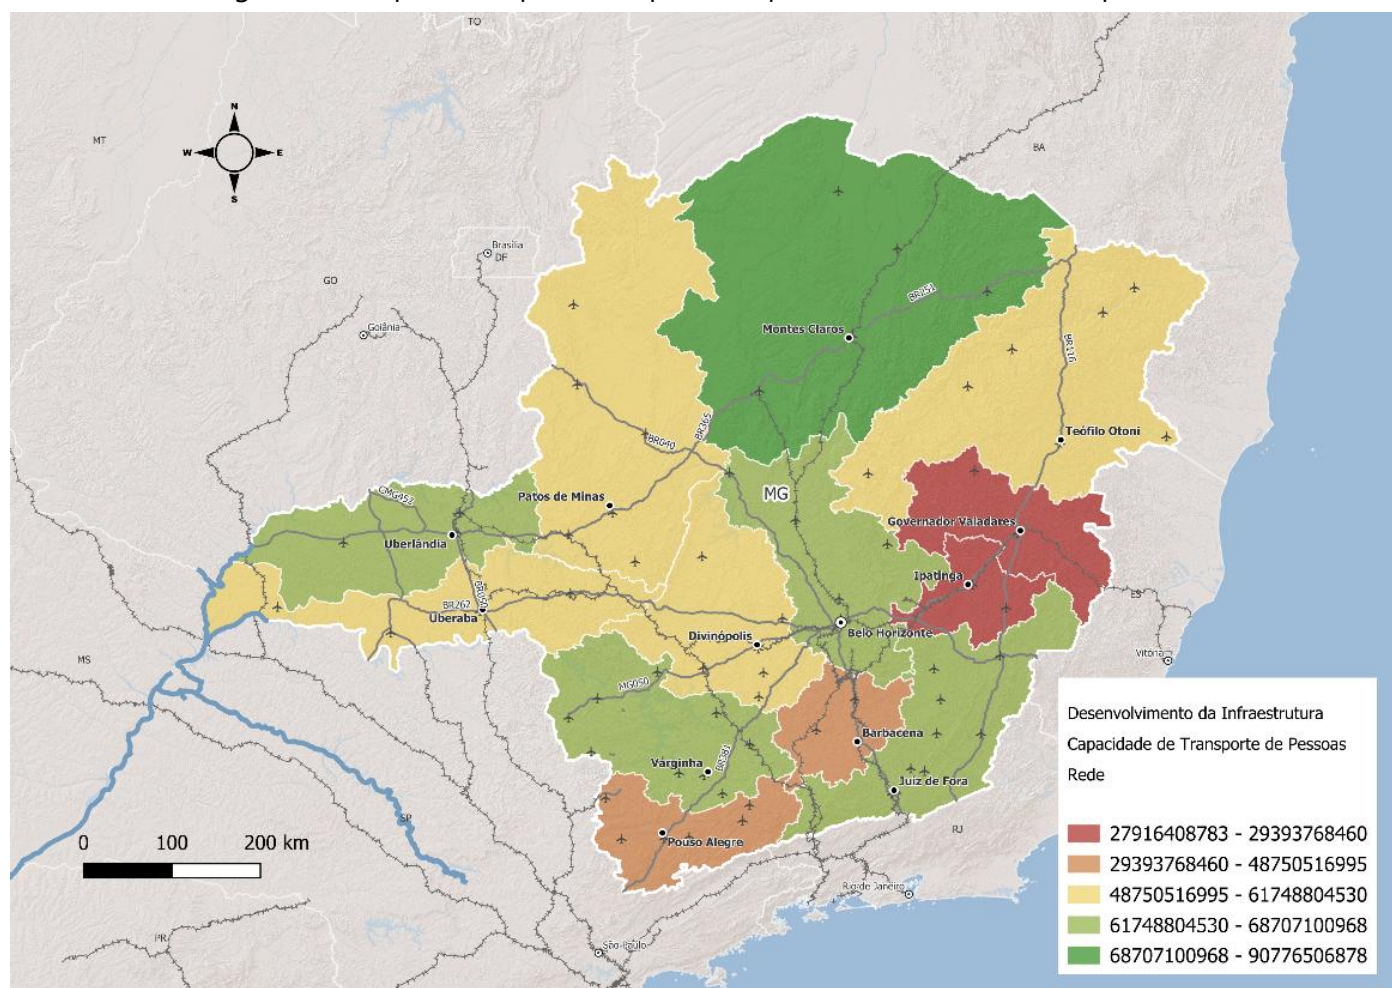 TO
N
W
E
S
MT
BA
Brasília
DF
GO
Goiânia
BR251
Montes Claros
BR116
BR365
BR040
Teófilo Otoni
MG
CMG452
Patos de Minas
Governador Valadares
Uberlândia
Ipatinga
BR262
BR050
Uberaba
ES
Belo Horizonte
Divinópolis
Vitória
MS
MG050
Barbacena
BR381
Varginha
Juiz de Fora
SP
RJ
Pouso Alegre
0 100 200 km
Rio de Janeiro
PR
São Paulo
Desenvolvimento da Infraestrutura
Capacidade de Transporte de Pessoas
Rede
27916408783 - 29393768460
29393768460 - 48750516995
48750516995 - 61748804530
61748804530 - 68707100968
68707100968 - 90776506878